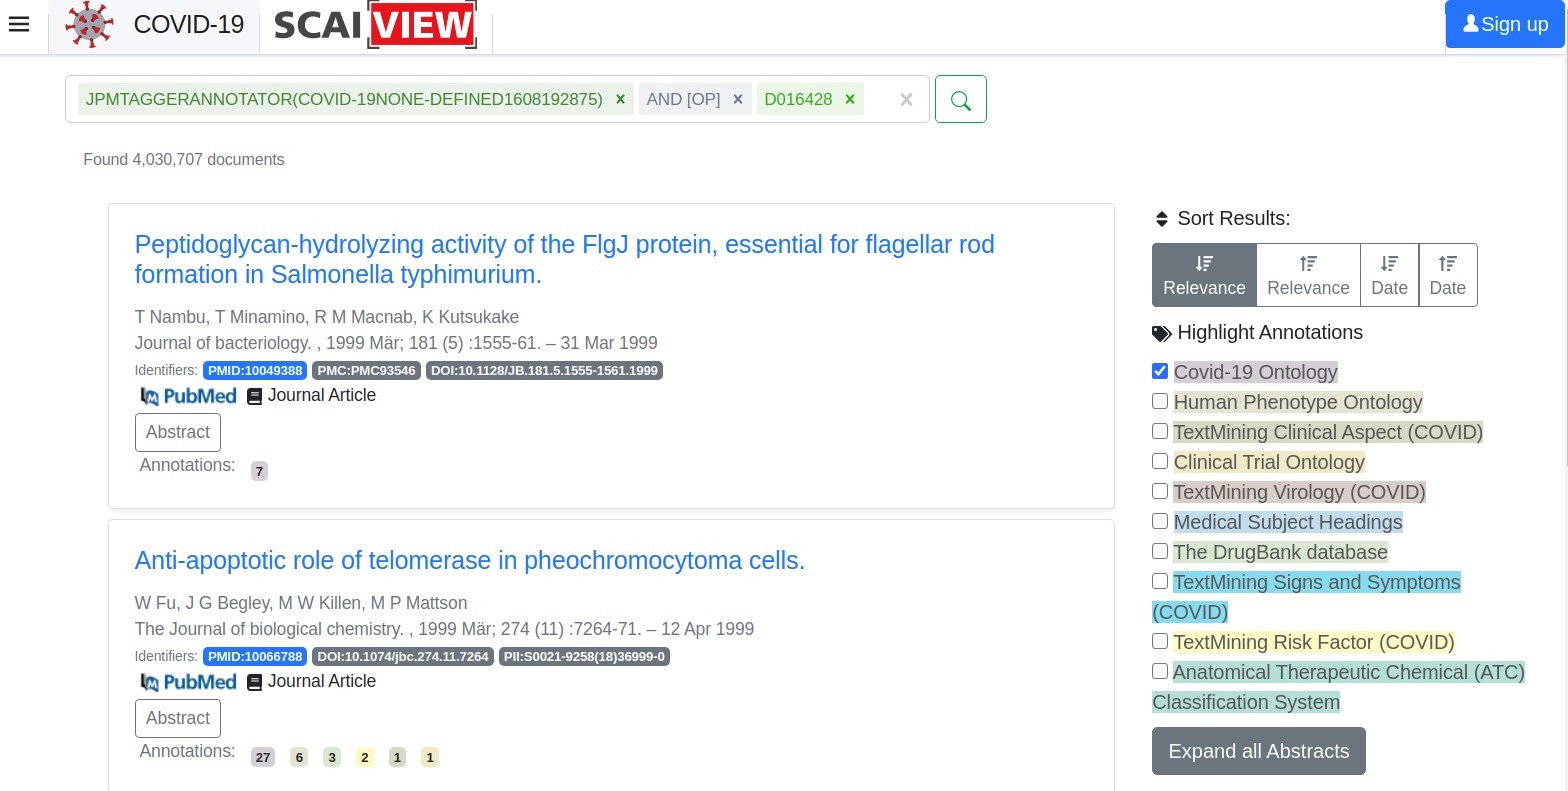 COVID-19
SCAI VIEW
Sign up
JPMTAGGERANNOTATOR(COVID-19NONE-DEFINED1608192875) ×
AND [OP] ×
D016428 ×
×
Found 4,030,707 documents
Peptidoglycan-hydrolyzing activity of the FlgJ protein, essential for flagellar rod
formation in Salmonella typhimurium.
T Nambu, T Minamino, R M Macnab, K Kutsukake
Journal of bacteriology. , 1999 Mär; 181 (5) :1555-61. – 31 Mar 1999
Identifiers: PMID:10049388 PMC:PMC93546 DOI:10.1128/JB.181.5.1555-1561.1999
PubMed Journal Article
Abstract
Annotations: 7
Anti-apoptotic role of telomerase in pheochromocytoma cells.
W Fu, J G Begley, M W Killen, M P Mattson
The Journal of biological chemistry. , 1999 Mär; 274 (11) :7264-71. – 12 Apr 1999
Identifiers: PMID:10066788 DOI:10.1074/jbc.274.11.7264 PII:S0021-9258(18)36999-0
PubMed Journal Article
Abstract
Annotations: 27 6 3 2 1 1
Sort Results:
Relevance Relevance Date Date
Highlight Annotations
Covid-19 Ontology
Human Phenotype Ontology
TextMining Clinical Aspect (COVID)
Clinical Trial Ontology
TextMining Virology (COVID)
Medical Subject Headings
The DrugBank database
TextMining Signs and Symptoms
(COVID)
TextMining Risk Factor (COVID)
Anatomical Therapeutic Chemical (ATC)
Classification System
Expand all Abstracts